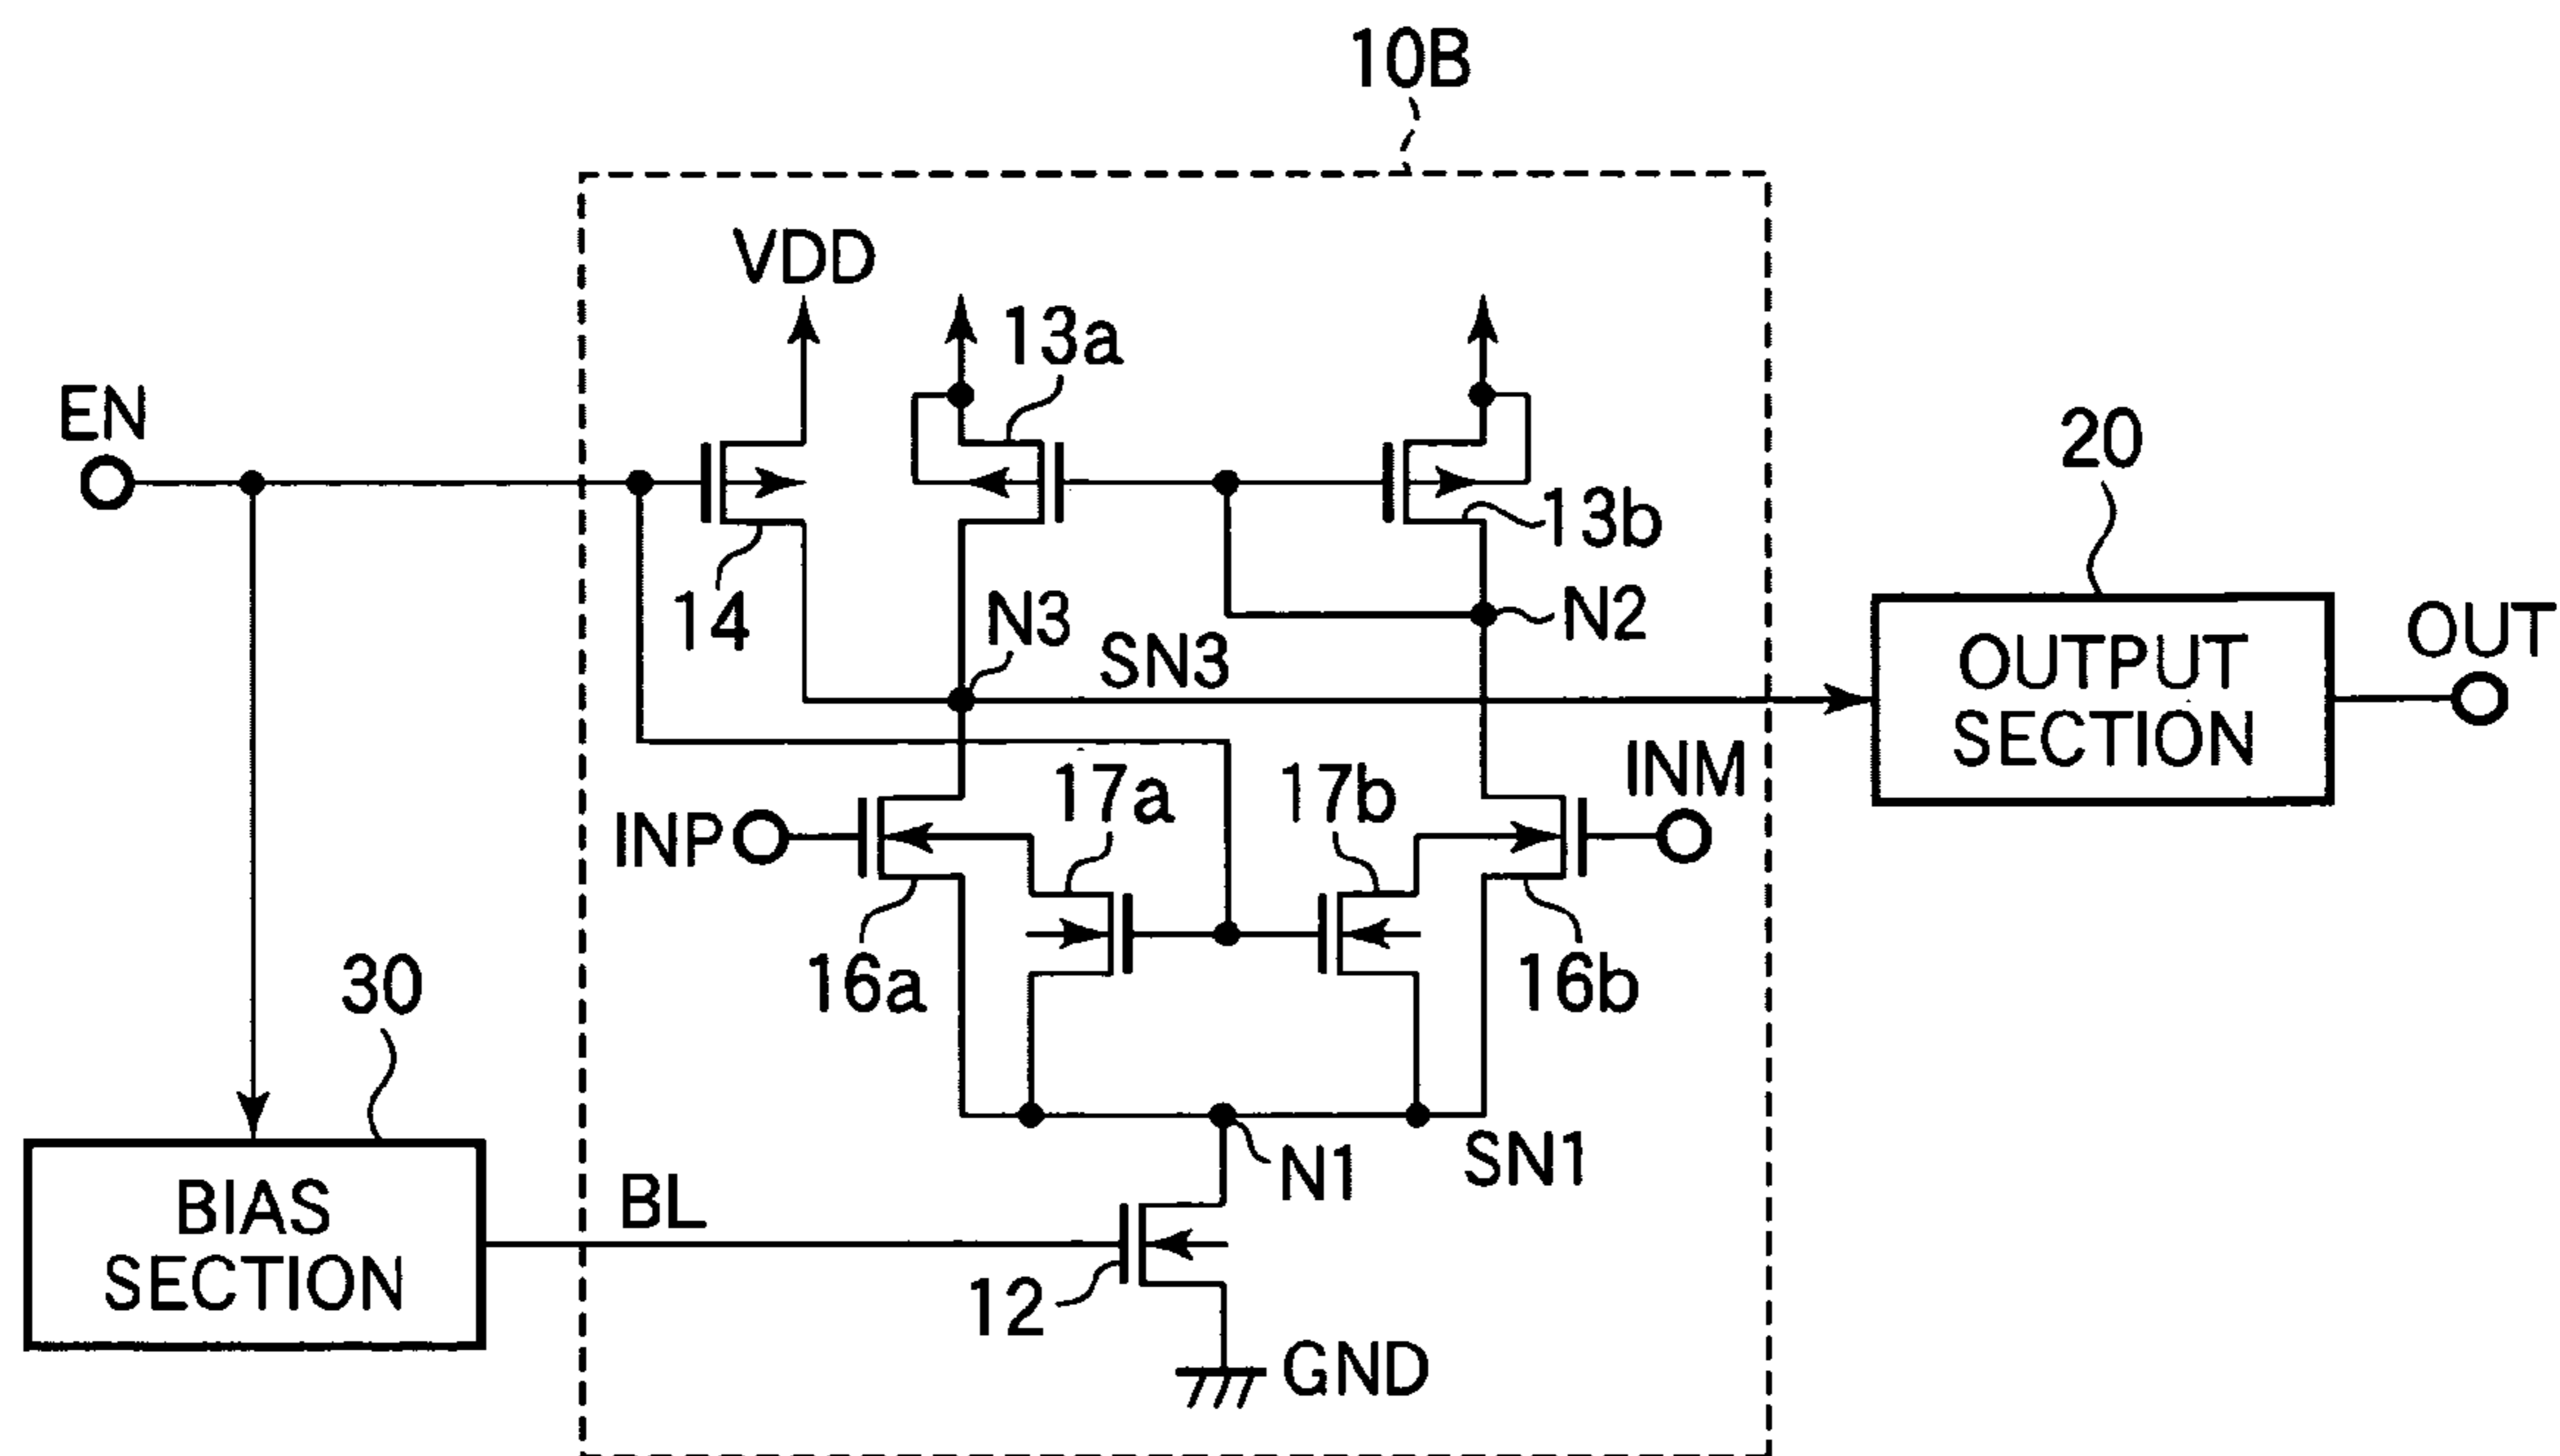 10B
VDD
13a
EN
20
13b
14
N3
N2
SN3
OUTPUT
SECTION
OUT
17a
17b
INM
INP
16a
16b
30
N1
SN1
BIAS
SECTION
BL
12
GND